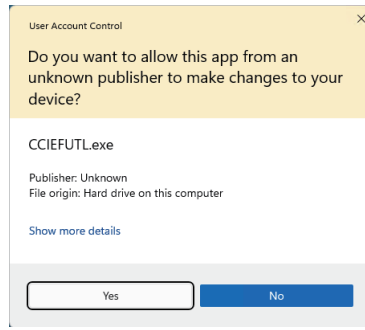 User Account Control
Do you want to allow this app from an
unknown publisher to make changes to your
device?
CCIEFUTL.exe
Publisher: Unknown
File origin: Hard drive on this computer
Show more details
Yes
No